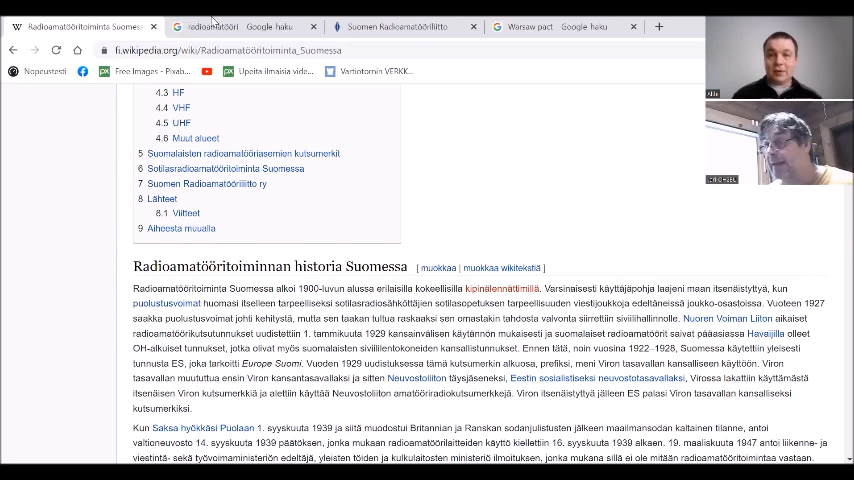 Radioamatööritoiminta Suomess
radioamatööri - Google-haku
Suomen Radioamatööriliitto
Warsaw pact - Google-haku
fi.wikipedia.org/wiki/Radioamatööritoiminta_Suomessa
Nopeustesti
Free Images - Pixab...
Upeita ilmaisia vide...
Vartiotornin VERKK...
4.3 HF
4.4 VHF
4.5 UHF
4.6 Muut alueet
5 Suomalaisten radioamatööriasemien kutsumerkit
6 Sotilasradioamatööritoiminta Suomessa
7 Suomen Radioamatööriliitto ry
8 Lähteet
8.1 Viitteet
9 Aiheesta muualla
Radioamatööritoiminnan historia Suomessa [ muokkaa | muokkaa wikitekstiä ]
Radioamatööritoiminta Suomessa alkoi 1900-luvun alussa erilaisilla kokeellisilla kipinälennättimillä. Varsinaisesti käyttäjäpohja laajeni maan itsenäistyttyä, kun
puolustusvoimat huomasi itselleen tarpeelliseksi sotilasradiosähköttäjien sotilasopetuksen tarpeellisuuden viestijoukkoja edeltäneissä joukko-osastoissa. Vuoteen 1927
saakka puolustusvoimat johti kehitystä, mutta sen taakan tultua raskaaksi sen omastakin tahdosta valvonta siirrettiin siviilihallinnolle. Nuoren Voiman Liiton aikaiset
radioamatöörikutsutunnukset uudistettiin 1. tammikuuta 1929 kansainvälisen käytännön mukaisesti ja suomalaiset radioamatöörit saivat pääasiassa Havaijilla olleet
OH-alkuiset tunnukset, jotka olivat myös suomalaisten siviililentokoneiden kansallistunnukset. Ennen tätä, noin vuosina 1922–1928, Suomessa käytettiin yleisesti
tunnusta ES, joka tarkoitti Europe Suomi. Vuoden 1929 uudistuksessa tämä kutsumerkin alkuosa, prefiksi, meni Viron tasavallan kansalliseen käyttöön. Viron
tasavallan muututtua ensin Viron kansantasavallaksi ja sitten Neuvostoliiton täysjäseneksi, Eestin sosialistiseksi neuvostotasavallaksi, Virossa lakattiin käyttämästä
itsenäisen Viron kutsumerkkiä ja alettiin käyttää Neuvostoliiton amatööriradiokutsumerkkejä. Viron itsenäistyttyä jälleen ES palasi Viron tasavallan kansalliseksi
kutsumerkiksi.
Kun Saksa hyökkäsi Puolaan 1. syyskuuta 1939 ja siitä muodostui Britannian ja Ranskan sodanjulistusten jälkeen maailmansodan kaltainen tilanne, antoi
valtioneuvosto 14. syyskuuta 1939 päätöksen, jonka mukaan radioamatöörilaitteiden käyttö kiellettiin 16. syyskuuta 1939 alkaen. 19. maaliskuuta 1947 antoi liikenne- ja
viestintä- sekä työvoimaministeriön edeltäjä, yleisten töiden ja kulkulaitosten ministeriö ilmoituksen, jonka mukana sillä ei ole mitään radioamatööritoimintaa vastaan.